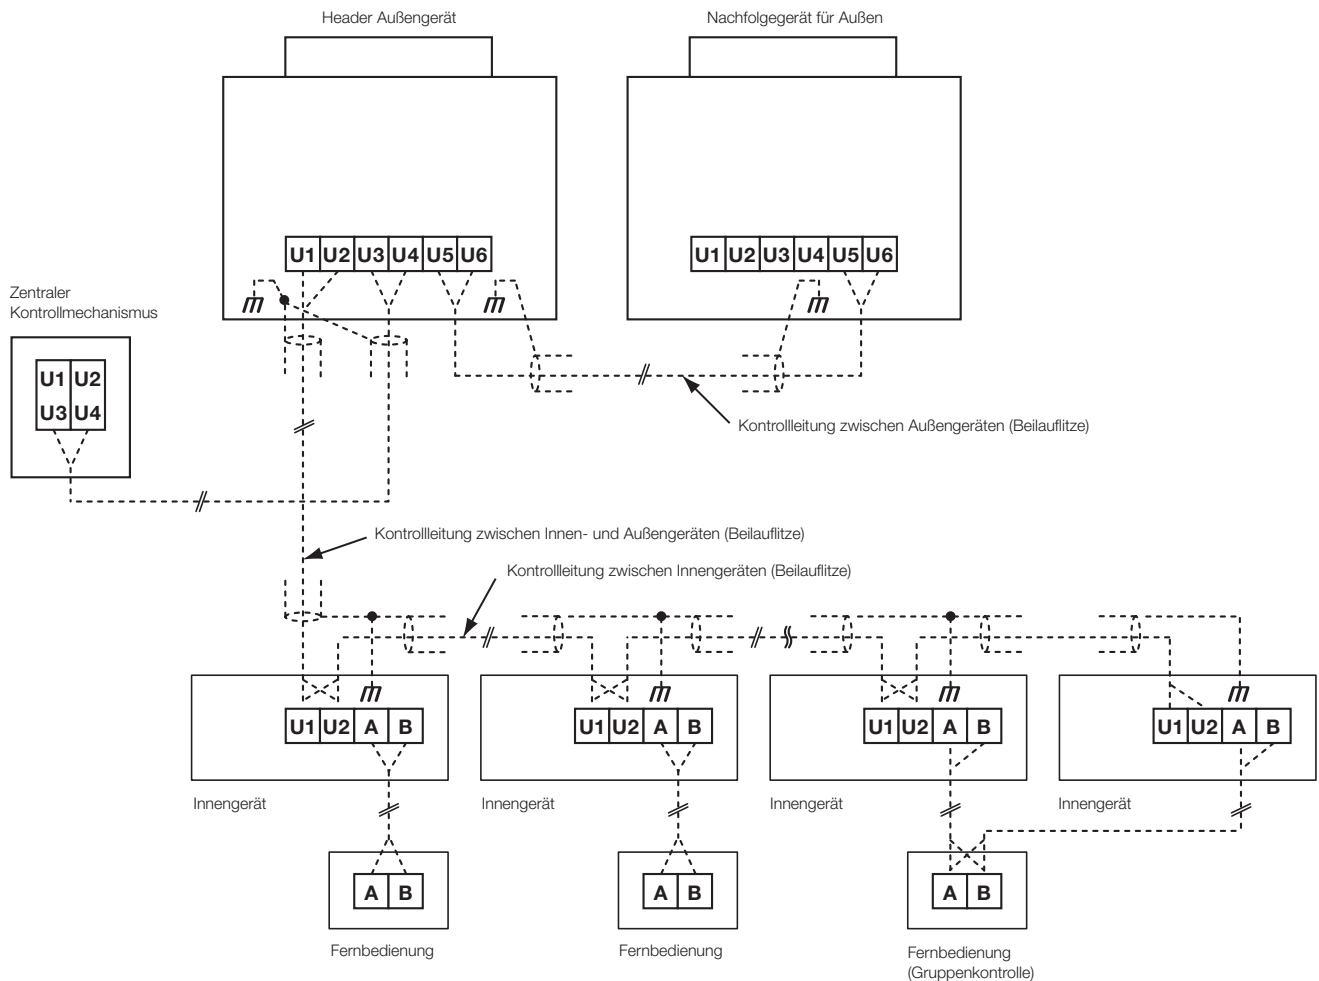 Header Außengerät
Nachfolgegerät für Außen
U1 U2 U3 U4 U5 U6
U1 U2 U3 U4 U5 U6
Zentraler
Kontrollmechanismus
U1 U2
U3 U4
Kontrollleitung zwischen Außengeräten (Beilauflitze)
Kontrollleitung zwischen Innen- und Außengeräten (Beilauflitze)
Kontrollleitung zwischen Innengeräten (Beilauflitze)
U1 U2 A B
U1 U2 A B
U1 U2 A B
U1 U2 A B
Innengerät
Innengerät
Innengerät
Innengerät
A B
A B
A B
Fernbedienung
Fernbedienung
Fernbedienung
(Gruppenkontrolle)